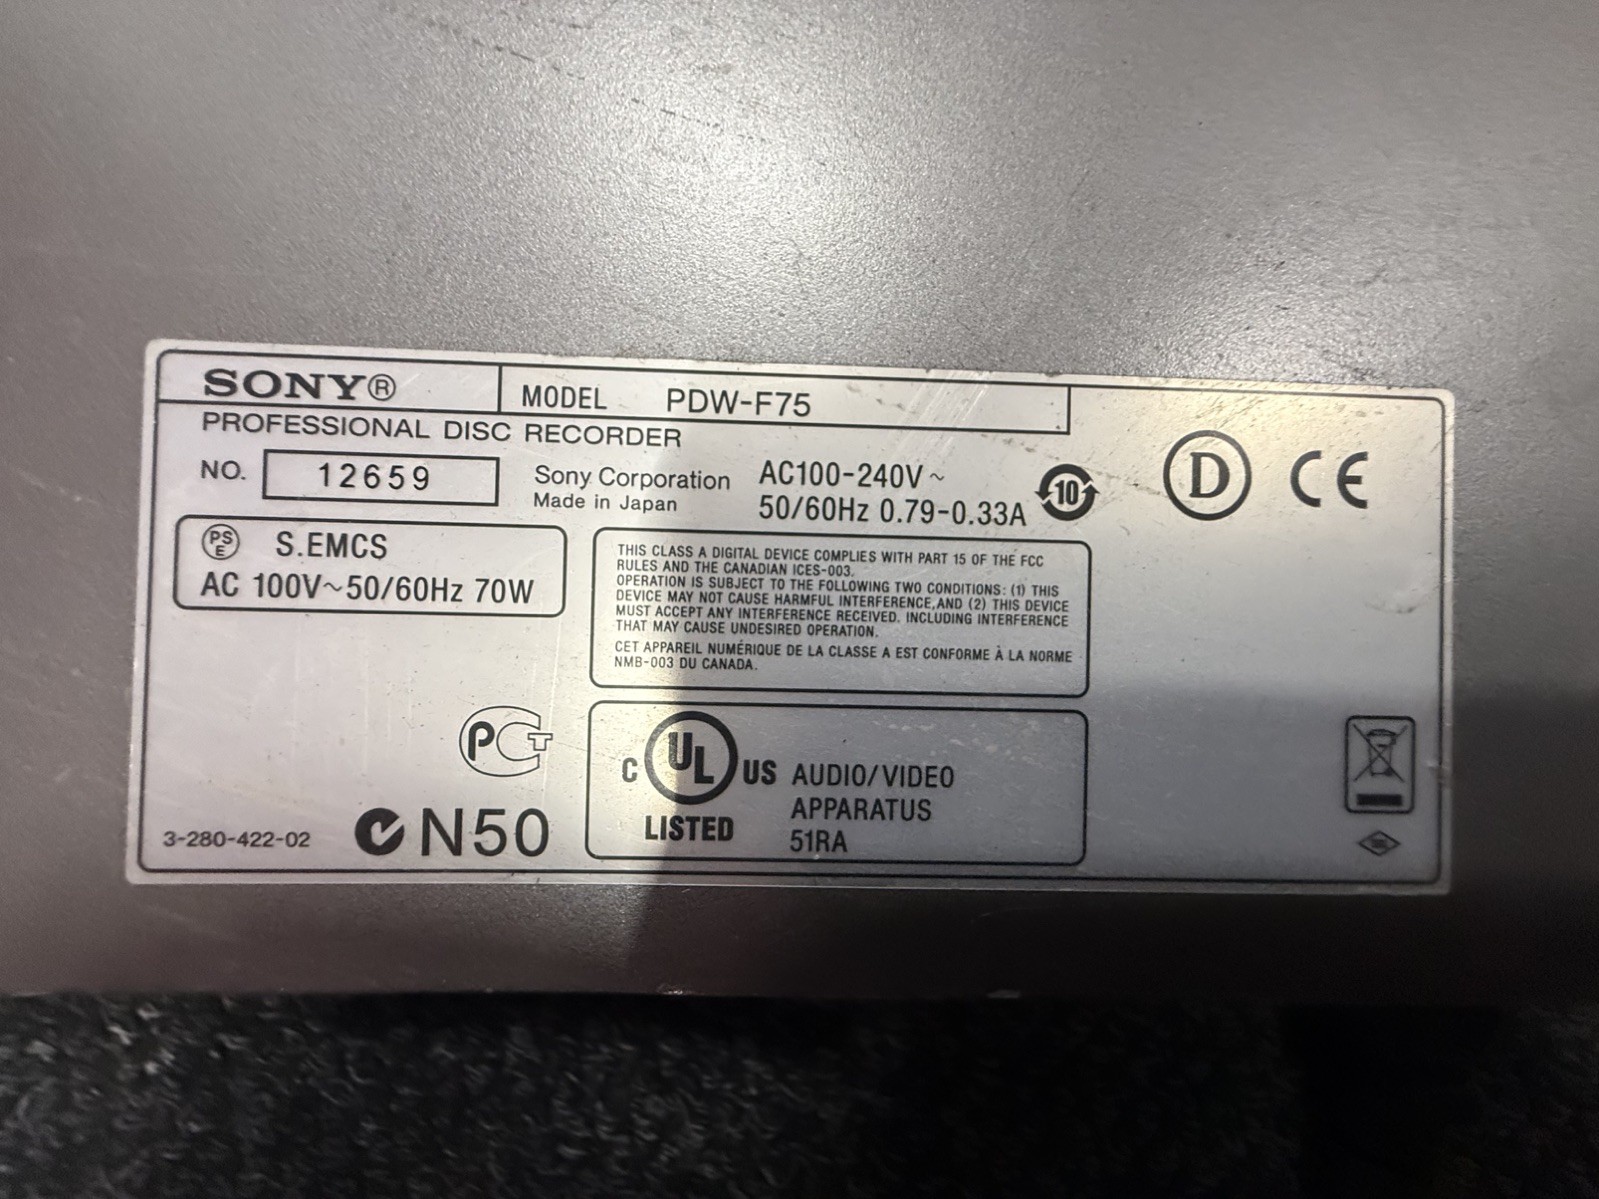 SONY®
MODEL PDW-F75
PROFESSIONAL DISC RECORDER
NO. 12659
Sony Corporation
Made in Japan
AC100-240V~
50/60Hz 0.79-0.33A
10
D
CE
PSE S.EMCS
AC 100V~50/60Hz 70W
THIS CLASS A DIGITAL DEVICE COMPLIES WITH PART 15 OF THE FCC
RULES AND THE CANADIAN ICES-003.
OPERATION IS SUBJECT TO THE FOLLOWING TWO CONDITIONS: (1) THIS
DEVICE MAY NOT CAUSE HARMFUL INTERFERENCE,AND (2) THIS DEVICE
MUST ACCEPT ANY INTERFERENCE RECEIVED. INCLUDING INTERFERENCE
THAT MAY CAUSE UNDESIRED OPERATION.
CET APPAREIL NUMÉRIQUE DE LA CLASSE A EST CONFORME À LA NORME
NMB-003 DU CANADA.
PCT
3-280-422-02
N50
C UL US
LISTED
AUDIO/VIDEO
APPARATUS
51RA